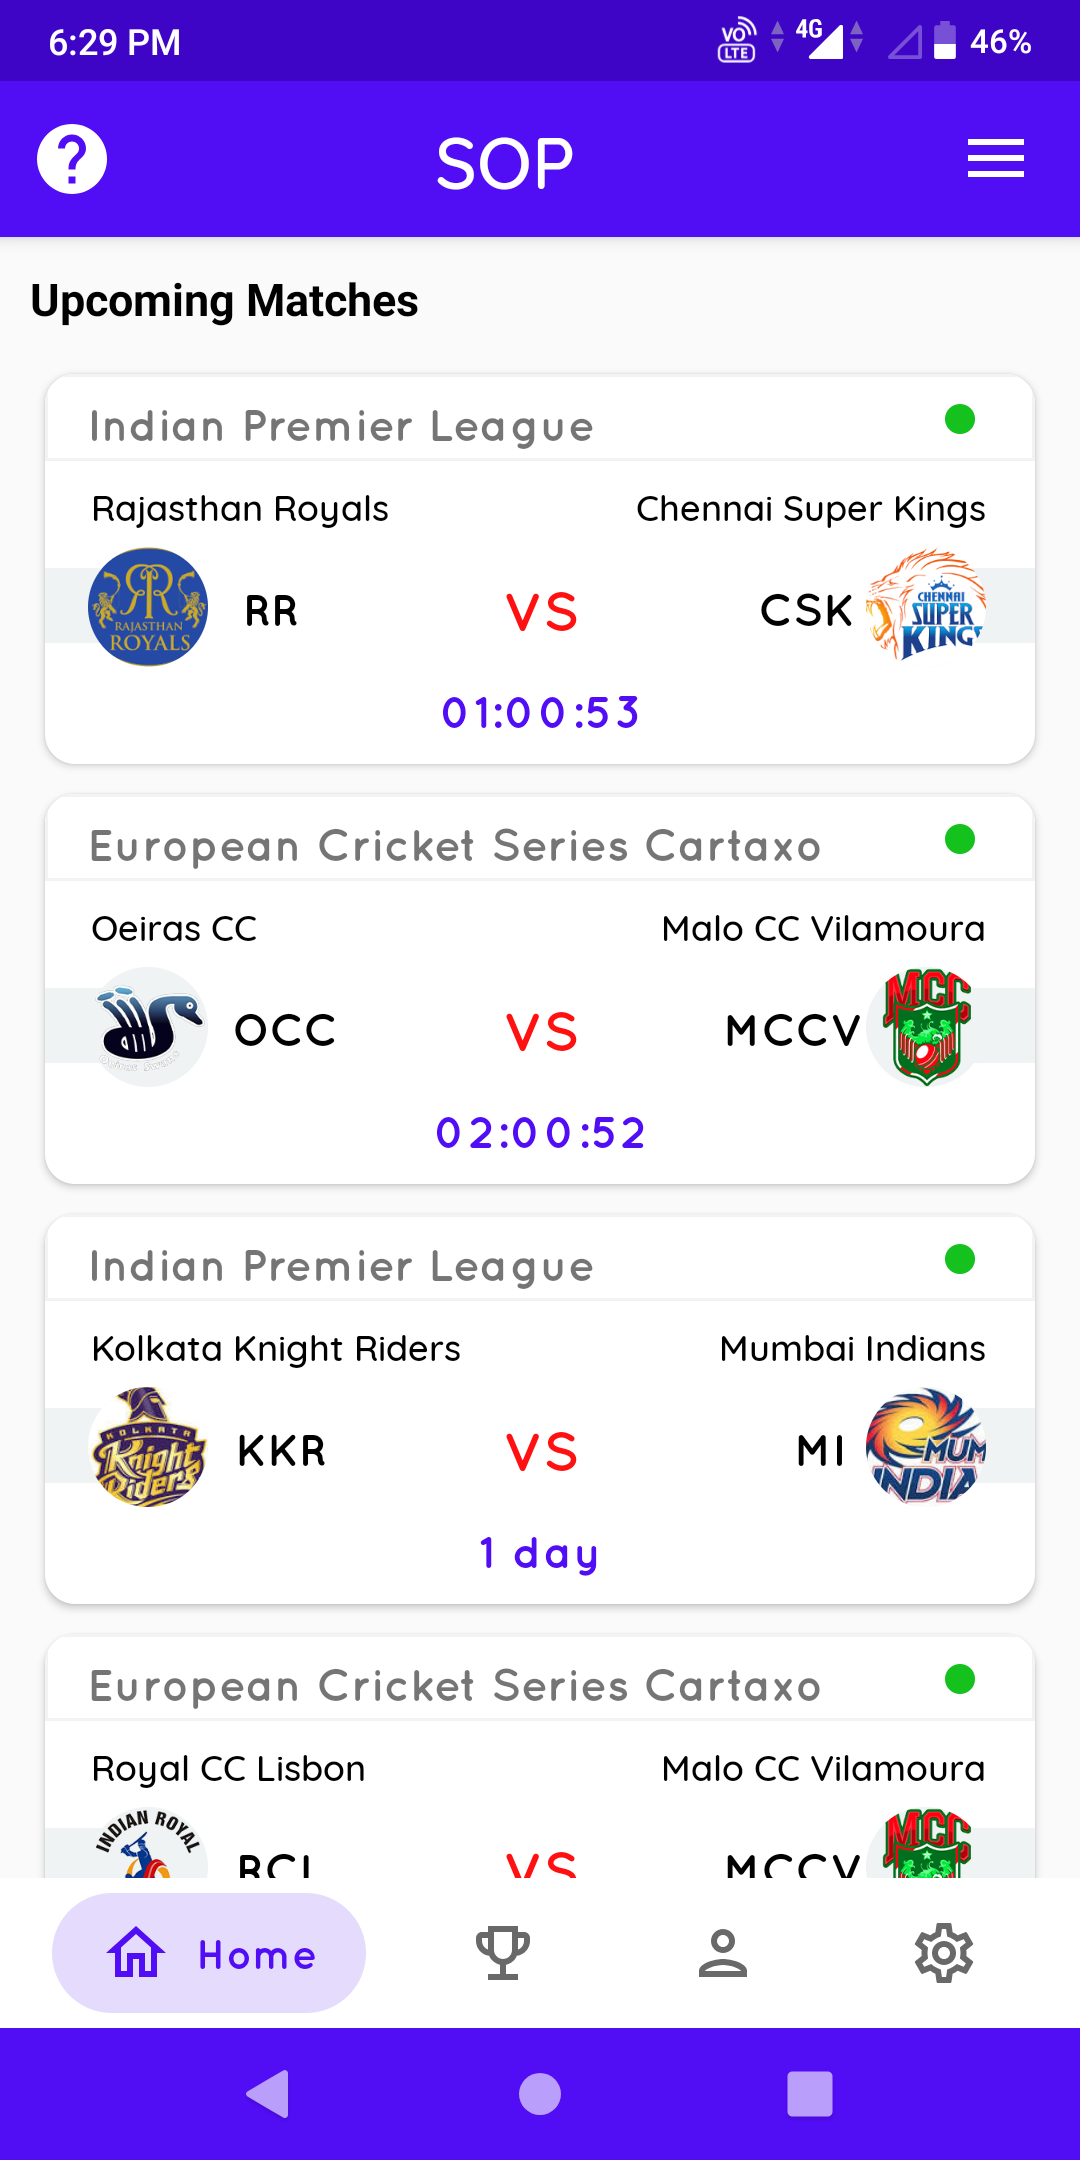 6:29 PM
VO LTE 4G 46%
SOP
Upcoming Matches
Indian Premier League
Rajasthan Royals Chennai Super Kings
RAJASTHAN ROYALS RR VS CSK CHENNAI SUPER KING
01:00:53
European Cricket Series Cartaxo
Oeiras CC Malo CC Vilamoura
OCC VS MCCV MCC
02:00:52
Indian Premier League
Kolkata Knight Riders Mumbai Indians
KOLKATA Knight Riders KKR VS MI MUM INDIA
1 day
European Cricket Series Cartaxo
Royal CC Lisbon Malo CC Vilamoura
INDIAN ROYAL RCL VS MCCV MCC
Home